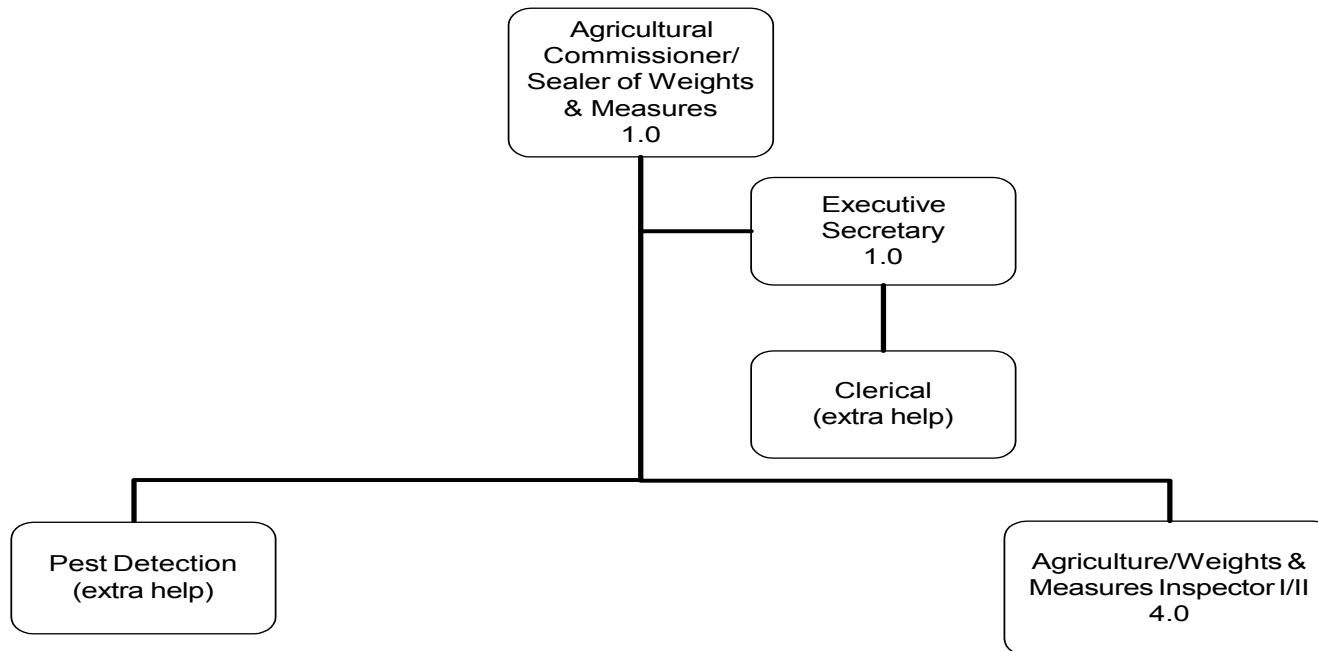 Agricultural
Commissioner/
Sealer of Weights
& Measures
1.0
Executive
Secretary
1.0
Clerical
(extra help)
Pest Detection
(extra help)
Agriculture/Weights &
Measures Inspector I/II
4.0